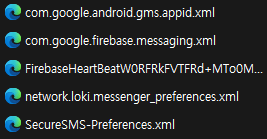 com.google.android.gms.appid.xml
com.google.firebase.messaging.xml
FirebaseHeartBeatW0RFRkFVTFRd+MTo0M...
network.loki.messenger_preferences.xml
SecureSMS-Preferences.xml